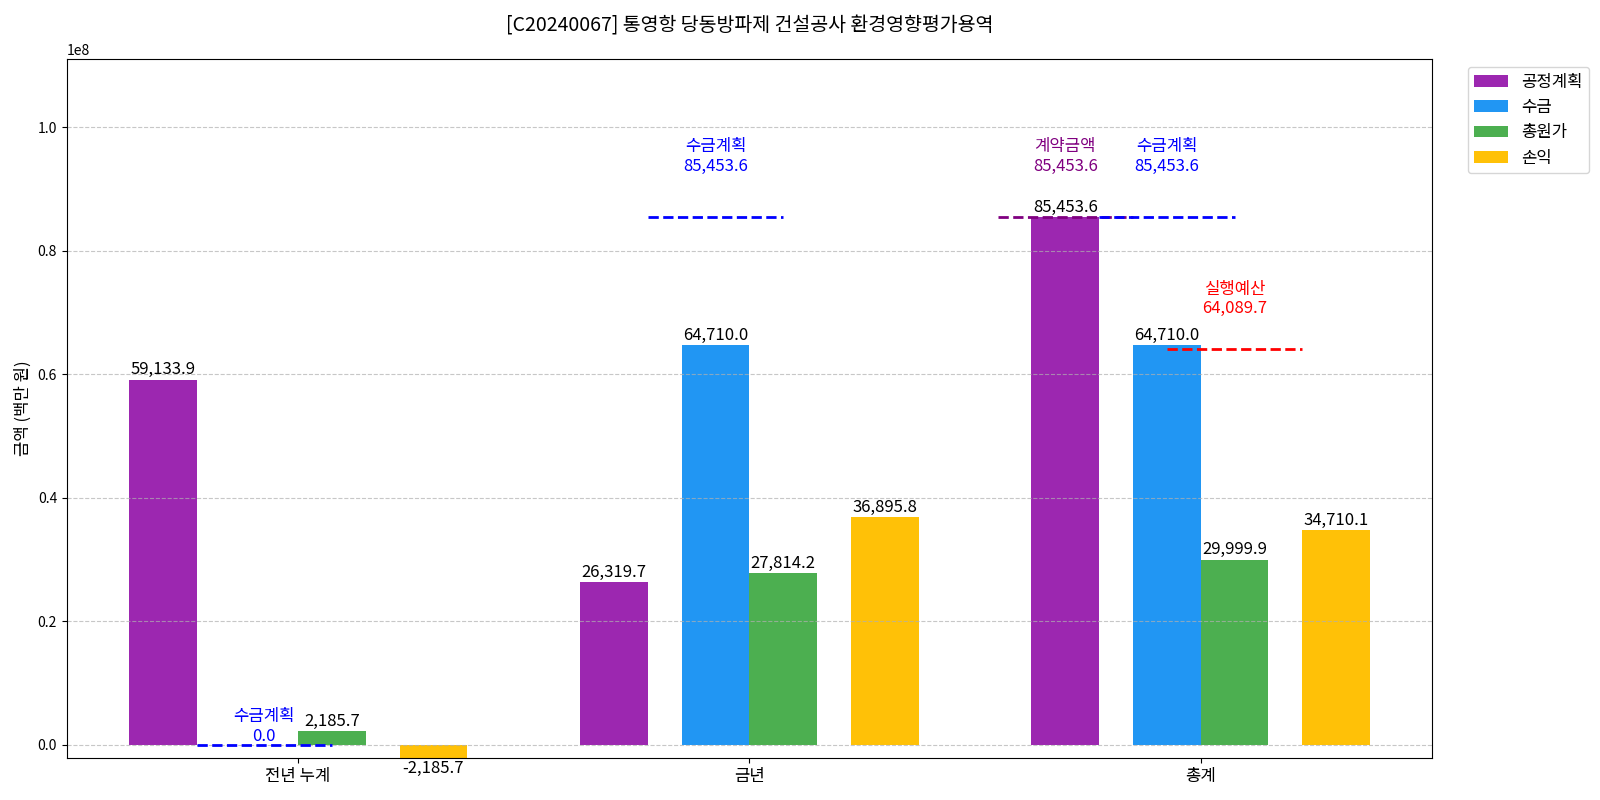 [C20240067] 통영항 당동방파제 건설공사 환경영향평가용역
1e8
공정계획
수금
총원가
손익
금액 (백만 원)
1.0
0.8
0.6
0.4
0.2
0.0
수금계획
85,453.6
계약금액
85,453.6
수금계획
85,453.6
85,453.6
실행예산
64,089.7
64,710.0
64,710.0
59,133.9
36,895.8
34,710.1
29,999.9
27,814.2
26,319.7
수금계획
0.0
2,185.7
-2,185.7
전년 누계
금년
총계